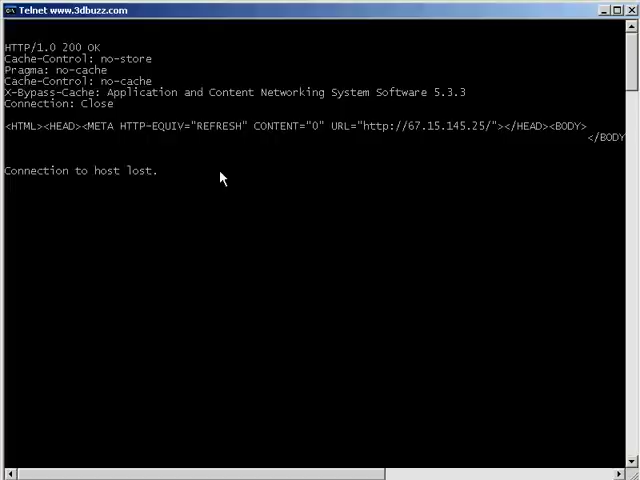 Telnet www.3dbuzz.com
HTTP/1.0 200 OK
Cache-Control: no-store
Pragma: no-cache
Cache-Control: no-cache
X-Bypass-Cache: Application and Content Networking System Software 5.3.3
Connection: Close
<HTML><HEAD><META HTTP-EQUIV="REFRESH" CONTENT="0" URL="http://67.15.145.25/"></HEAD><BODY>
</BODY
Connection to host lost.